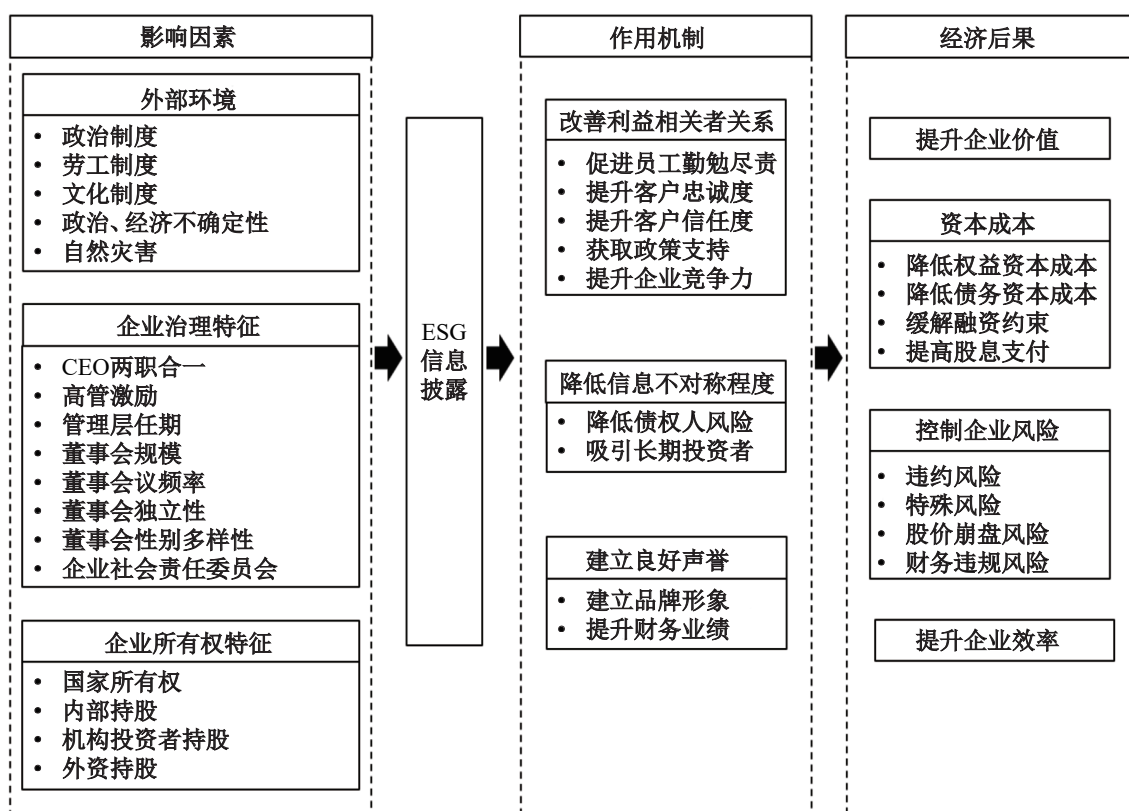 影响因素
外部环境
• 政治制度
• 劳工制度
• 文化制度
• 政治、经济不确定性
• 自然灾害
企业治理特征
• CEO两职合一
• 高管激励
• 管理层任期
• 董事会规模
• 董事会议频率
• 董事会独立性
• 董事会性别多样性
• 企业社会责任委员会
企业所有权特征
• 国家所有权
• 内部持股
• 机构投资者持股
• 外资持股
ESG
信息
披露
作用机制
改善利益相关者关系
• 促进员工勤勉尽责
• 提升客户忠诚度
• 提升客户信任度
• 获取政策支持
• 提升企业竞争力
降低信息不对称程度
• 降低债权人风险
• 吸引长期投资者
建立良好声誉
• 建立品牌形象
• 提升财务业绩
经济后果
提升企业价值
资本成本
• 降低权益资本成本
• 降低债务资本成本
• 缓解融资约束
• 提高股息支付
控制企业风险
• 违约风险
• 特殊风险
• 股价崩盘风险
• 财务违规风险
提升企业效率